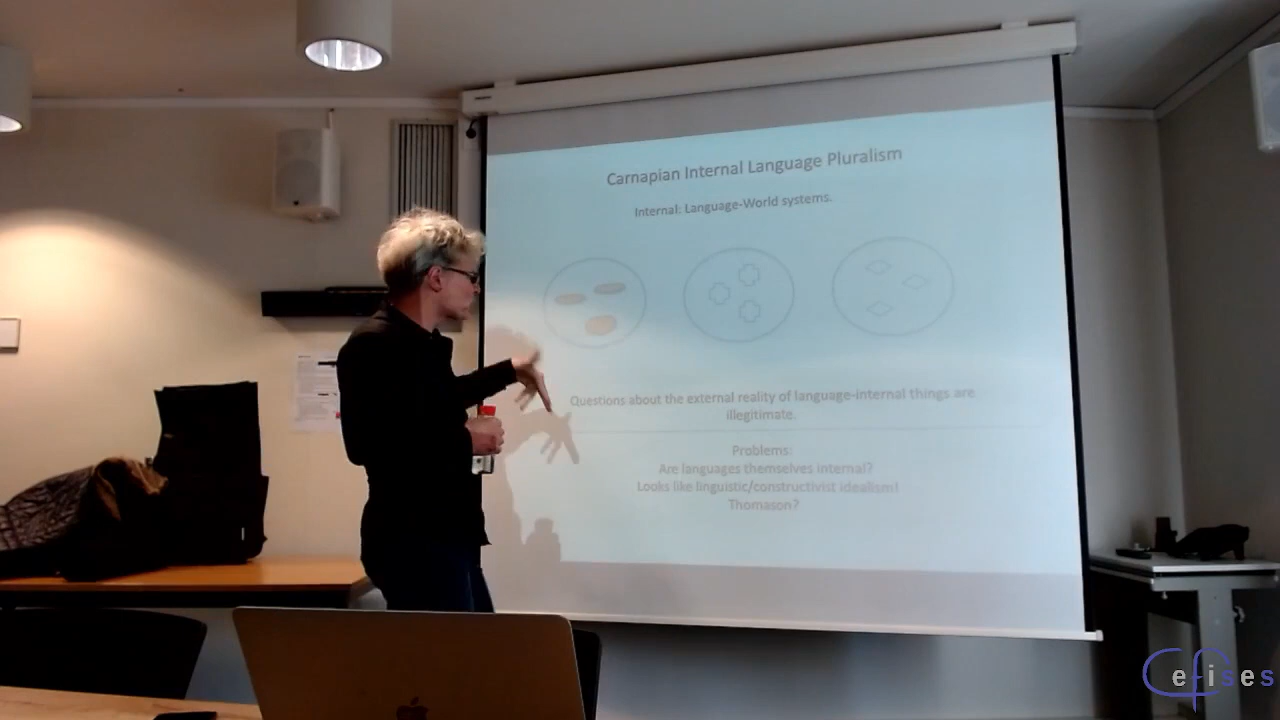 Carnapian Internal Language Pluralism
Internal: Language-World systems.
Questions about the external reality of language-internal things are
illegitimate.
Problems:
Are languages themselves internal?
Looks like linguistic/constructivist idealism!
Thomason?
Cefises